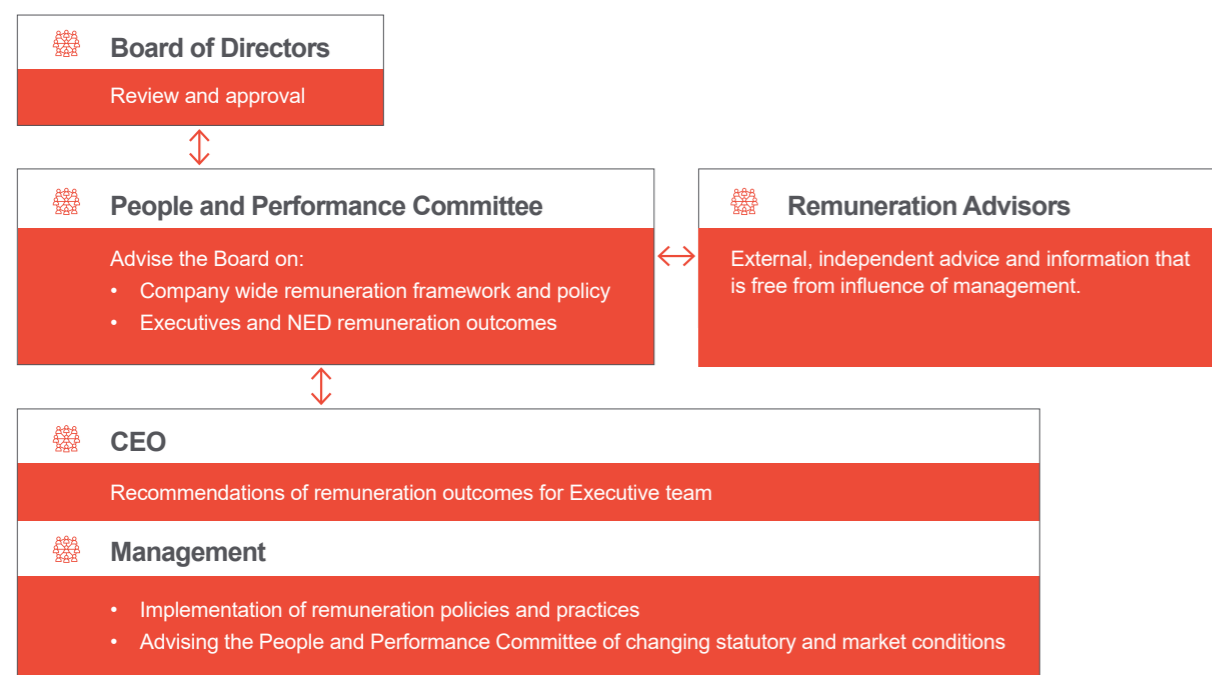 Board of Directors
Review and approval
People and Performance Committee
Advise the Board on:
• Company wide remuneration framework and policy
• Executives and NED remuneration outcomes
Remuneration Advisors
External, independent advice and information that
is free from influence of management.
CEO
Recommendations of remuneration outcomes for Executive team
Management
• Implementation of remuneration policies and practices
• Advising the People and Performance Committee of changing statutory and market conditions